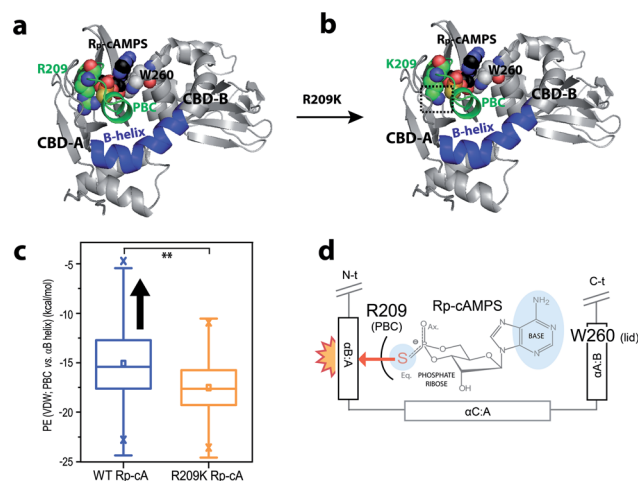 a
b
Rp-cAMPS
R209
W260
PBC
CBD-B
B-helix
CBD-A
R209K
Rp-cAMPS
K209
W260
PBC
CBD-B
B-helix
CBD-A
c
PE (VDW; PBC vs. αB helix) (kcal/mol)
-5
-10
-15
-20
-25
**
WT Rp-cA
R209K Rp-cA
d
N-t
C-t
R209
(PBC)
Rp-cAMPS
NH2
O
Ax.
P
S
⊖
Eq.
O
O
PHOSPHATE
RIBOSE
OH
N
N
N
N
BASE
W260 (lid)
αB:A
αC:A
αA:B